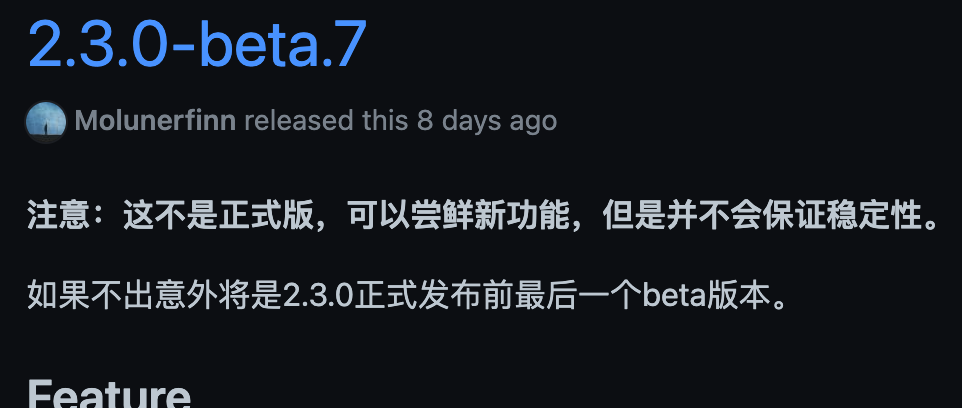 2.3.0-beta.7
Molunerfinn released this 8 days ago
注意：这不是正式版，可以尝鲜新功能，但是并不会保证稳定性。
如果不出意外将是2.3.0正式发布前最后一个beta版本。
Feature